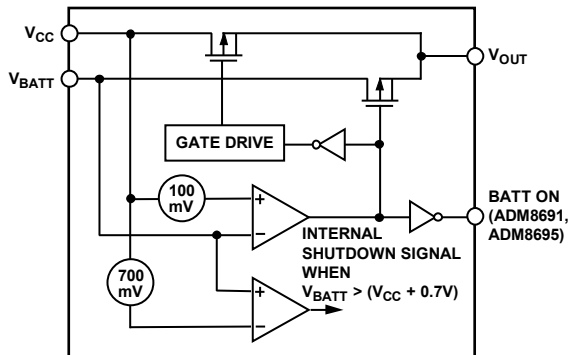 VCC
VBATT
VOUT
GATE DRIVE
100
mV
+
−
BATT ON
(ADM8691,
ADM8695)
INTERNAL
SHUTDOWN SIGNAL
WHEN
VBATT > (VCC + 0.7V)
700
mV
+
−